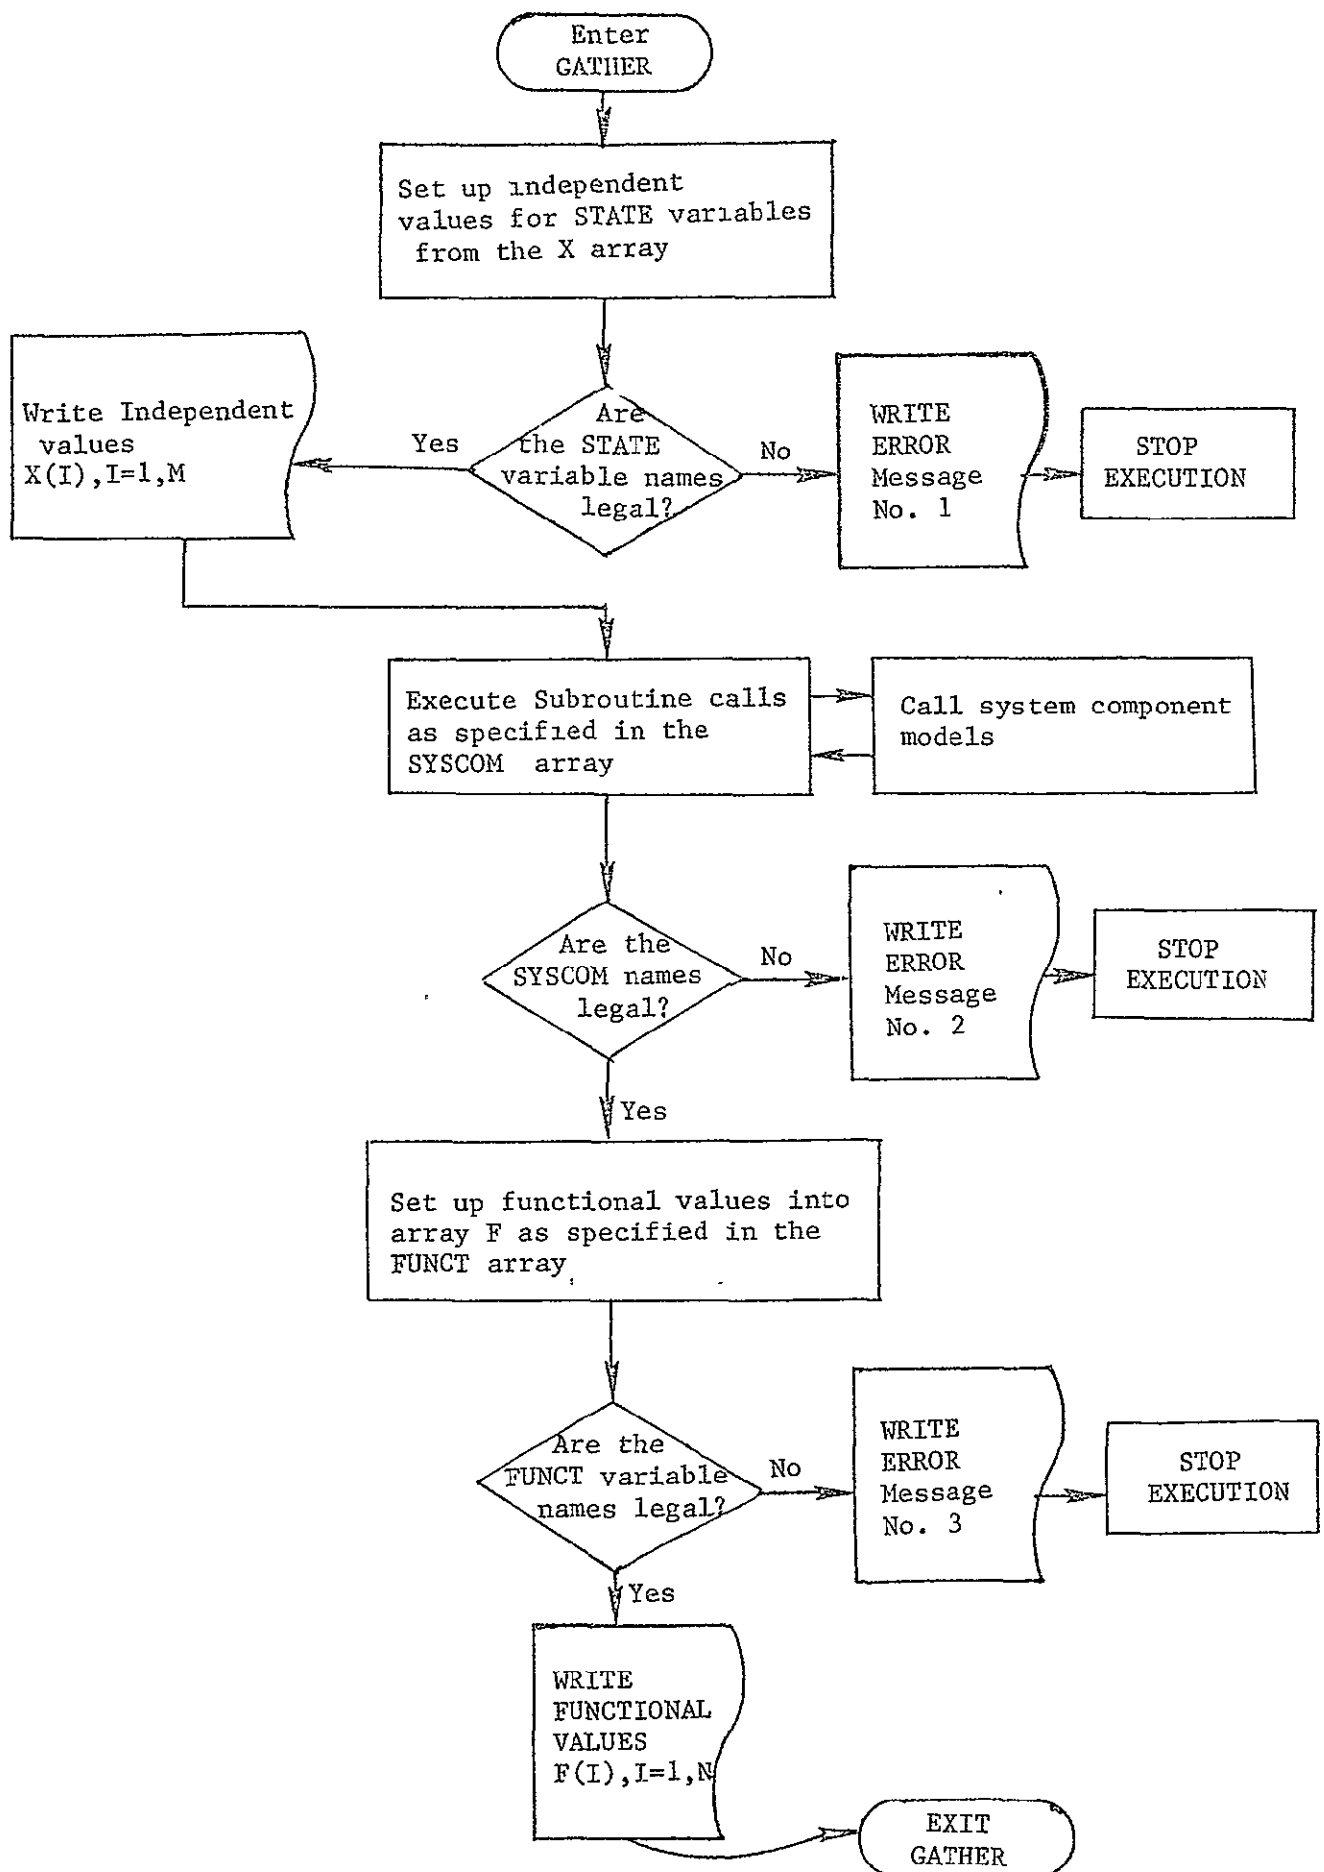 Enter
GATHER
Set up independent
values for STATE variables
from the X array
Write Independent
values
X(I),I=1,M
Yes
Are
the STATE
variable names
legal?
No
WRITE
ERROR
Message
No. 1
STOP
EXECUTION
Execute Subroutine calls
as specified in the
SYSCOM array
Call system component
models
Are the
SYSCOM names
legal?
No
WRITE
ERROR
Message
No. 2
STOP
EXECUTION
Yes
Set up functional values into
array F as specified in the
FUNCT array
Are the
FUNCT variable
names legal?
No
WRITE
ERROR
Message
No. 3
STOP
EXECUTION
Yes
WRITE
FUNCTIONAL
VALUES
F(I),I=1,N
EXIT
GATHER